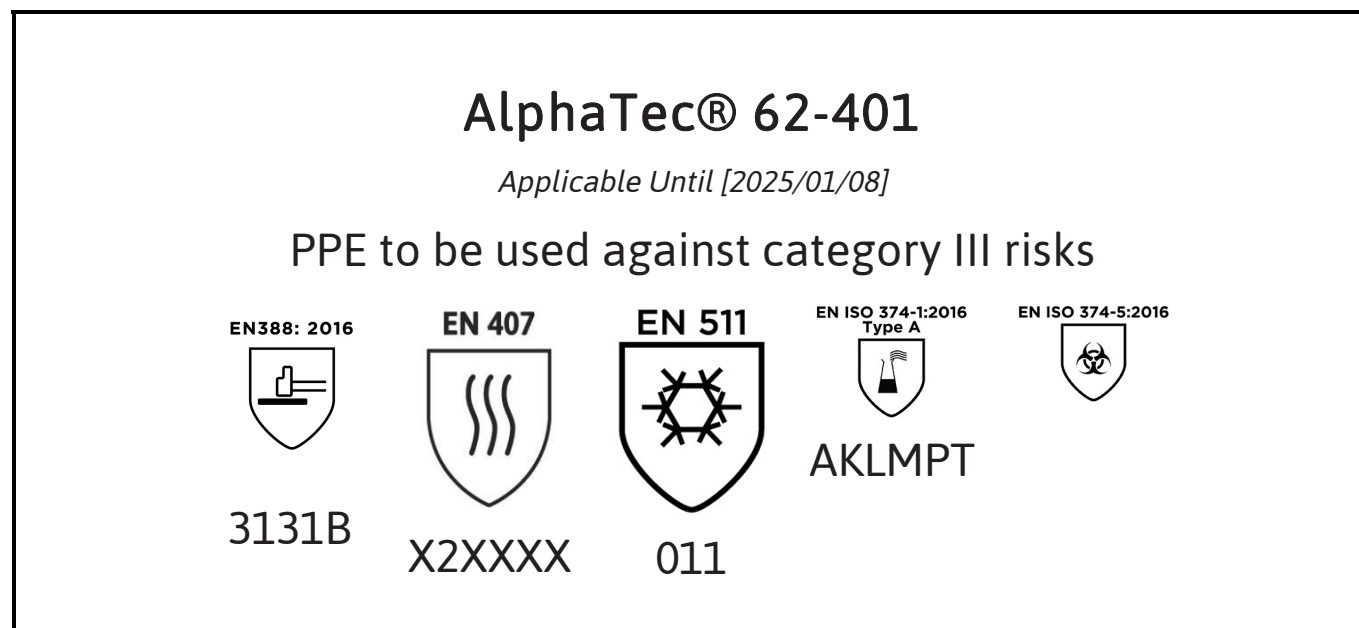 AlphaTec® 62-401
Applicable Until [2025/01/08]
PPE to be used against category III risks
EN388: 2016
3131B
EN 407
X2XXXX
EN 511
011
EN ISO 374-1:2016
Type A
AKLMPT
EN ISO 374-5:2016